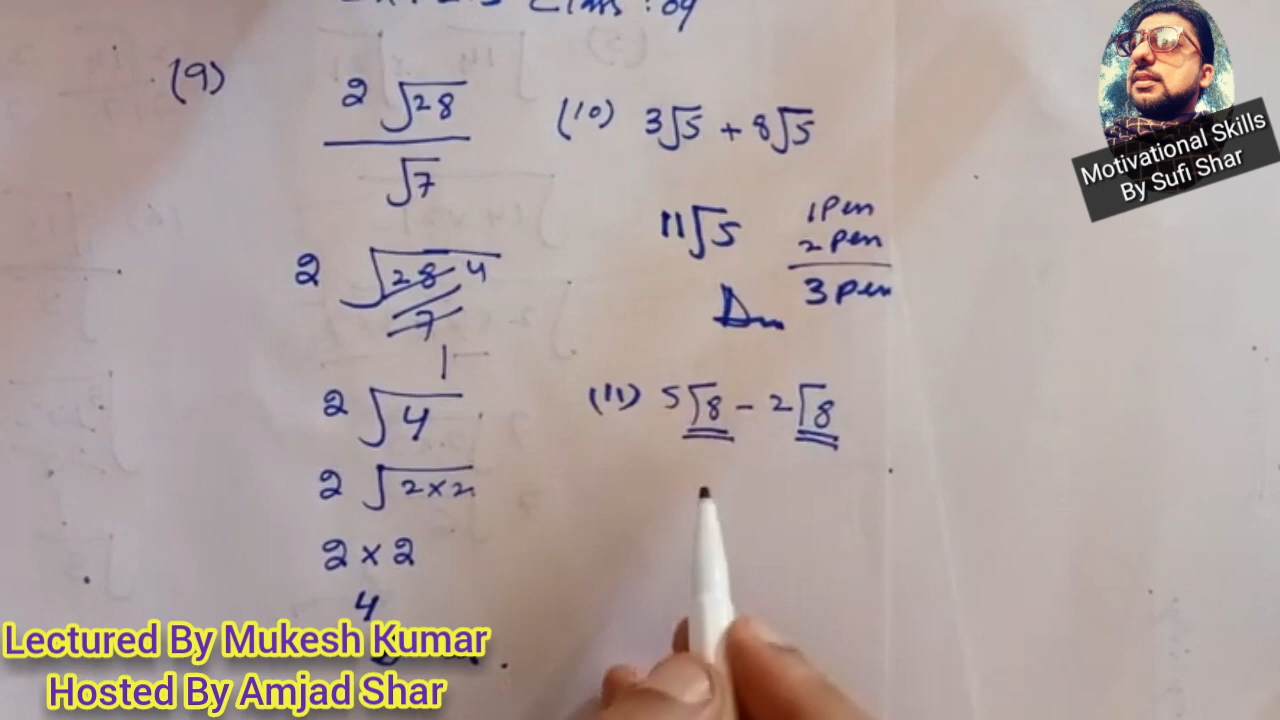 Class : 09
(9)
2 √28
√7
2 √28 4
7
1
2 √4
2 √2×2
2 × 2
4
(10) 3√5 + 8√5
11√5
1 Pen
2 Pen
3 Pen
(11) 5√8 - 2√8
Motivational Skills
By Sufi Shar
Lectured By Mukesh Kumar
Hosted By Amjad Shar